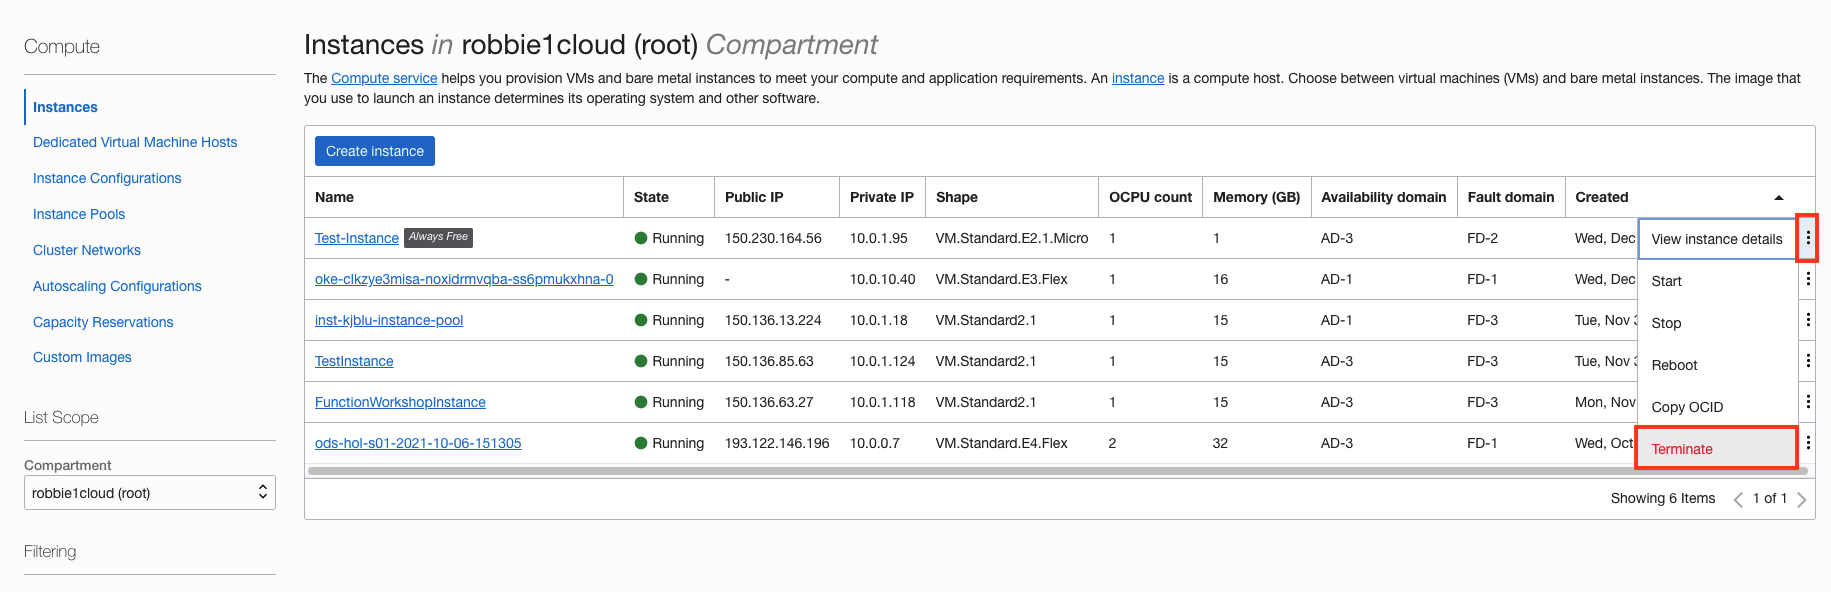 Compute
Instances
Dedicated Virtual Machine Hosts
Instance Configurations
Instance Pools
Cluster Networks
Autoscaling Configurations
Capacity Reservations
Custom Images
List Scope
Compartment
robbie1cloud (root)
Filtering
Instances in robbie1cloud (root) Compartment
The Compute service helps you provision VMs and bare metal instances to meet your compute and application requirements. An instance is a compute host. Choose between virtual machines (VMs) and bare metal instances. The image that
you use to launch an instance determines its operating system and other software.
Create instance
Name State Public IP Private IP Shape OCPU count Memory (GB) Availability domain Fault domain Created
Test-Instance Always Free Running 150.230.164.56 10.0.1.95 VM.Standard.E2.1.Micro 1 1 AD-3 FD-2 Wed, Dec
oke-clkzye3misa-noxidrmvqba-ss6pmukxhna-0 Running - 10.0.10.40 VM.Standard.E3.Flex 1 16 AD-1 FD-1 Wed, Dec
inst-kjblu-instance-pool Running 150.136.13.224 10.0.1.18 VM.Standard2.1 1 15 AD-1 FD-3 Tue, Nov
TestInstance Running 150.136.85.63 10.0.1.124 VM.Standard2.1 1 15 AD-3 FD-3 Tue, Nov
FunctionWorkshopInstance Running 150.136.63.27 10.0.1.118 VM.Standard2.1 1 15 AD-3 FD-3 Mon, Nov
ods-hol-s01-2021-10-06-151305 Running 193.122.146.196 10.0.0.7 VM.Standard.E4.Flex 2 32 AD-3 FD-1 Wed, Oct
View instance details
Start
Stop
Reboot
Copy OCID
Terminate
Showing 6 Items 1 of 1